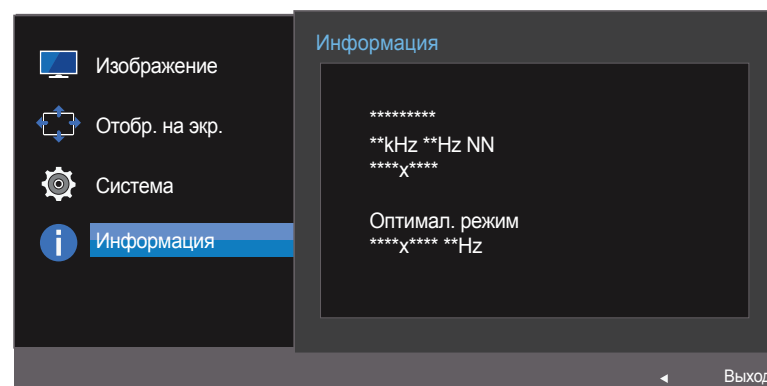 Изображение
Отобр. на экр.
Система
Информация
Информация
*********
**kHz **Hz NN
****x****
Оптимал. режим
****x**** **Hz
Выход